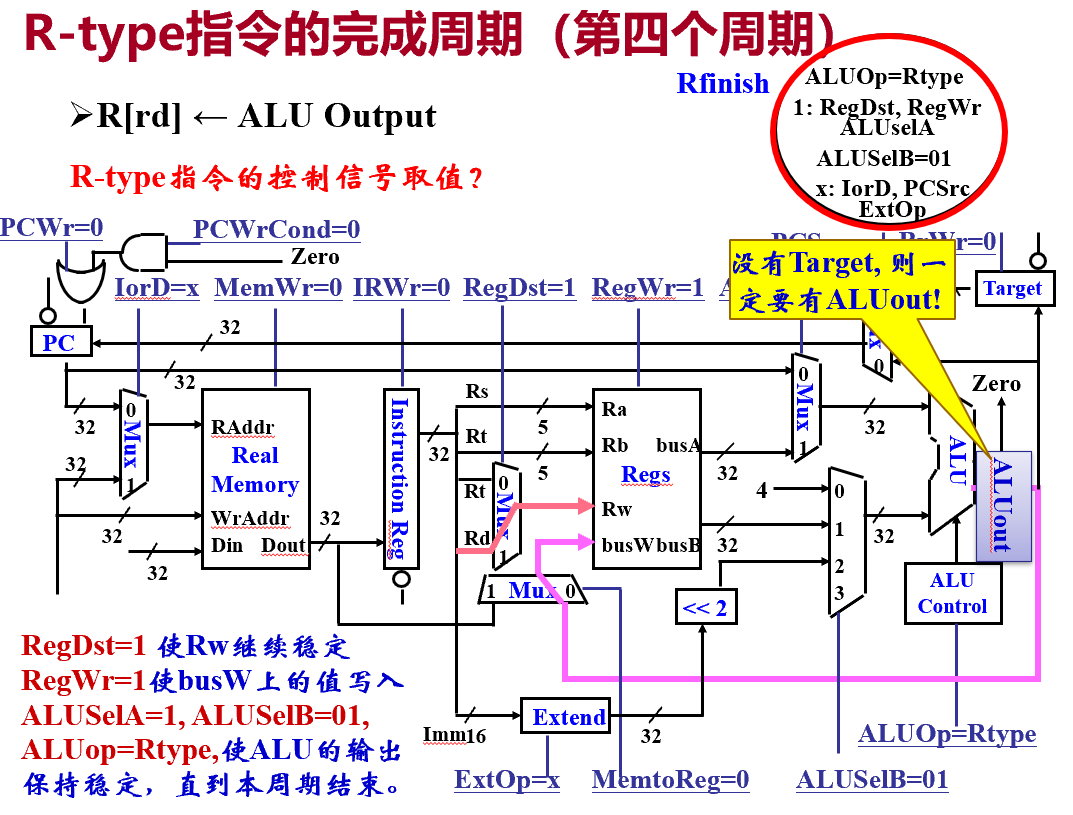 R-type指令的完成周期（第四个周期）
Rfinish
ALUOp=Rtype
1: RegDst, RegWr
ALUselA
ALUSelB=01
x: IorD, PCSrc
ExtOp
➢R[rd] ← ALU Output
R-type指令的控制信号取值?
PCWr=0
PCWrCond=0
Zero
IorD=x
MemWr=0
IRWr=0
RegDst=1
RegWr=1
没有Target, 则一
定要有ALUout!
Target
PC
32
32
32
0
Mux
1
32
32
32
RAddr
Real
Memory
WrAddr
Din
Dout
32
Instruction Reg
32
Rs
Rt
5
5
Rt
0
Mux
1
Rd
Ra
Rb
busA
Regs
Rw
busW
busB
32
32
1 Mux 0
<< 2
0
Mux
1
0
32
4
0
1
2
3
32
Zero
ALU
ALUout
ALU
Control
Imm
16
Extend
32
RegDst=1 使Rw继续稳定
RegWr=1使busW上的值写入
ALUSelA=1, ALUSelB=01,
ALUop=Rtype,使ALU的输出
保持稳定，直到本周期结束。
ExtOp=x
MemtoReg=0
ALUSelB=01
ALUOp=Rtype